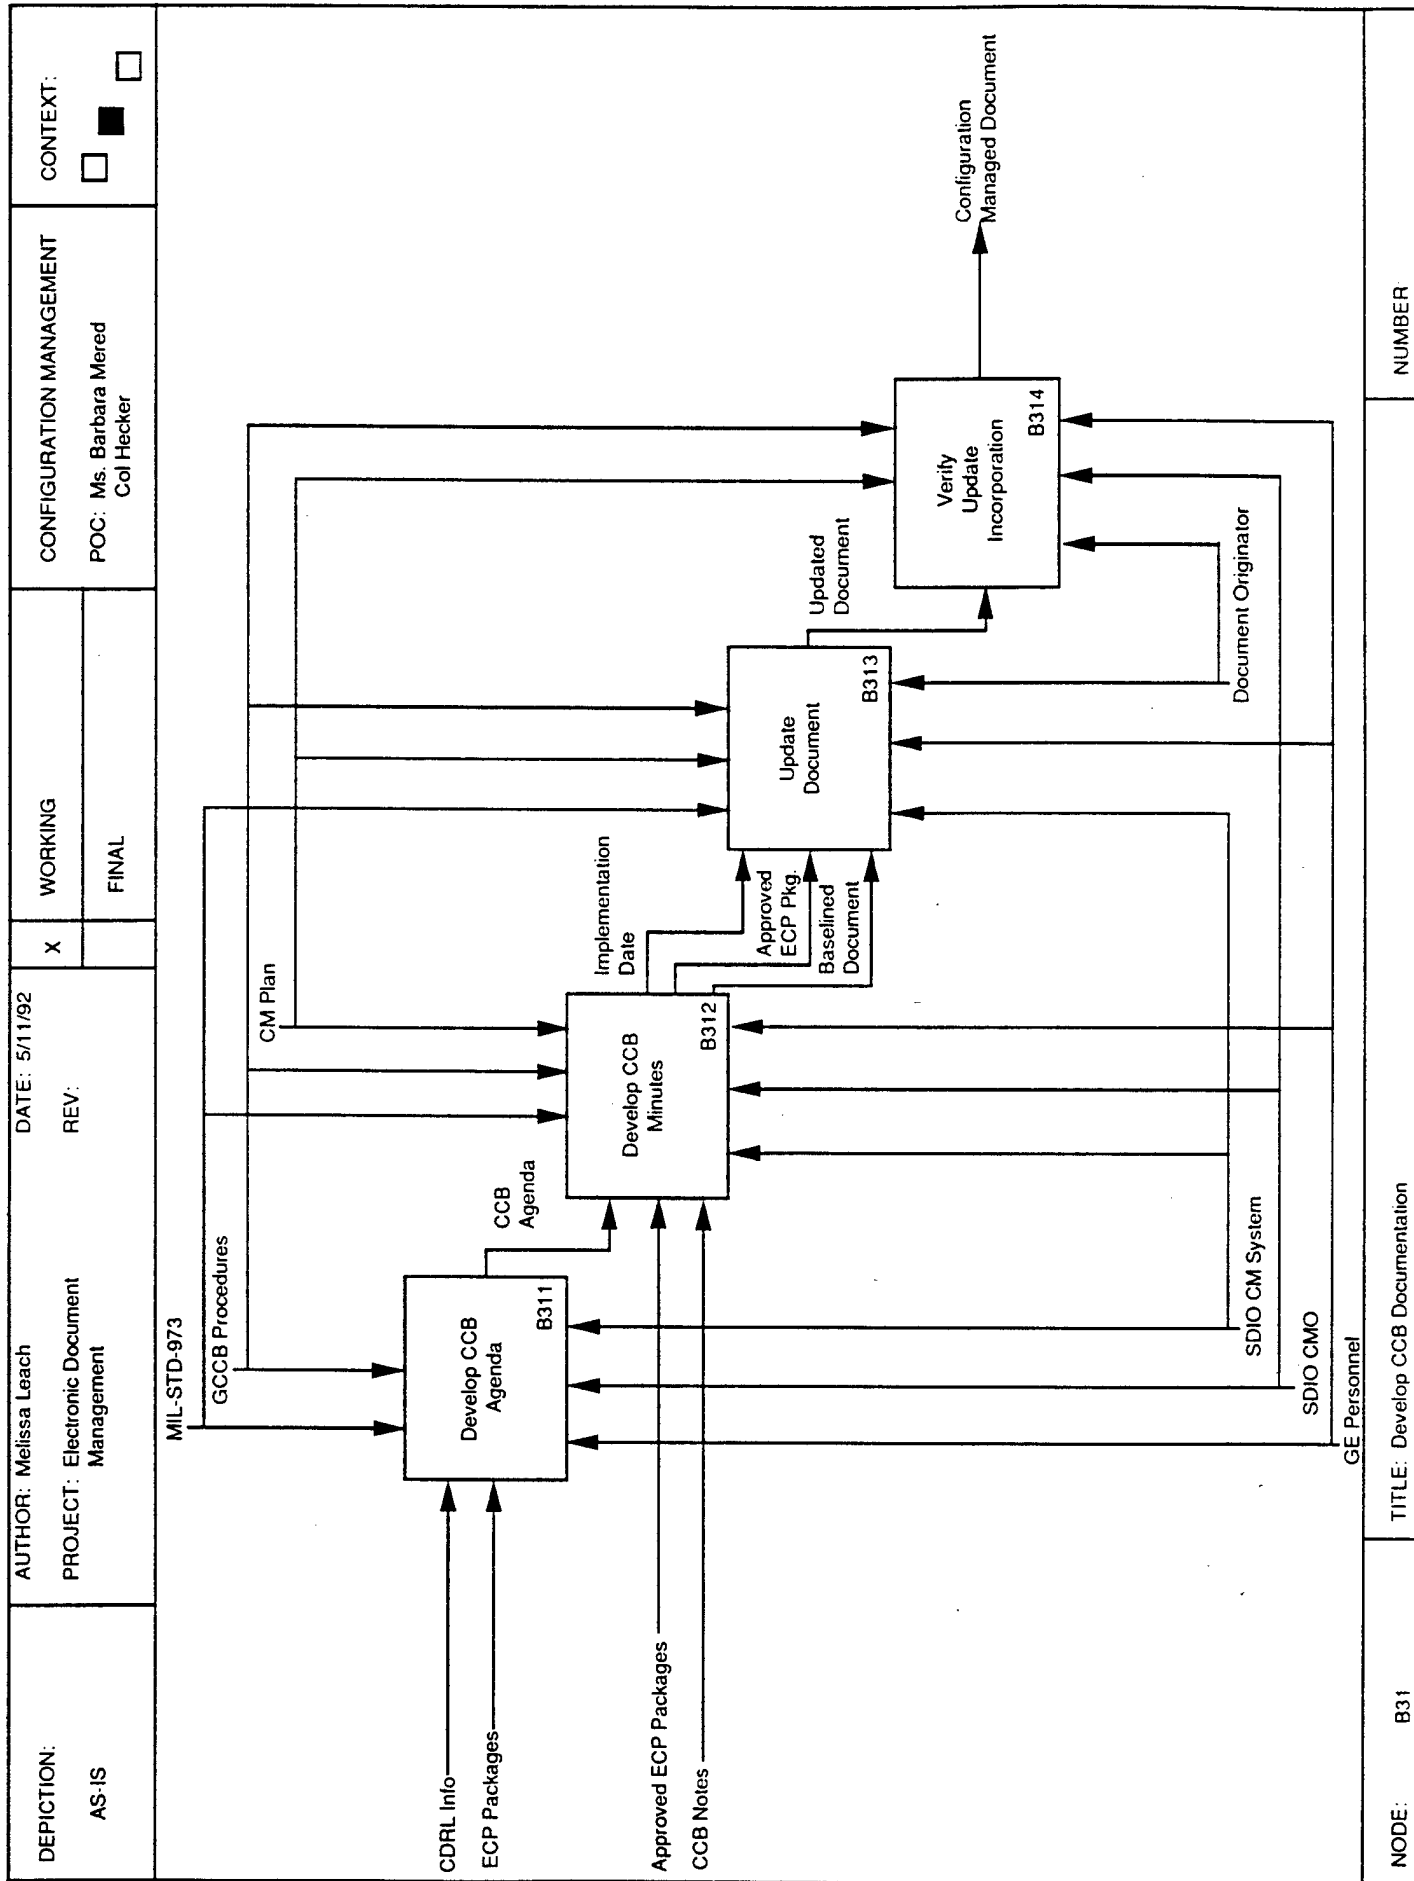 DEPICTION:
AS-IS
AUTHOR: Melissa Leach
DATE: 5/11/92
PROJECT: Electronic Document
Management
REV:
X
WORKING
FINAL
CONFIGURATION MANAGEMENT
POC: Ms. Barbara Mered
Col Hecker
CONTEXT:
MIL-STD-973
GCCB Procedures
CM Plan
CDRL Info
ECP Packages
Develop CCB
Agenda
B311
CCB
Agenda
Approved ECP Packages
CCB Notes
Develop CCB
Minutes
B312
Implementation
Date
Approved
ECP Pkg.
Baselined
Document
Update
Document
B313
Updated
Document
Verify
Update
Incorporation
B314
Configuration
Managed Document
Document Originator
SDIO CM System
SDIO CMO
GE Personnel
NODE:
B31
TITLE: Develop CCB Documentation
NUMBER